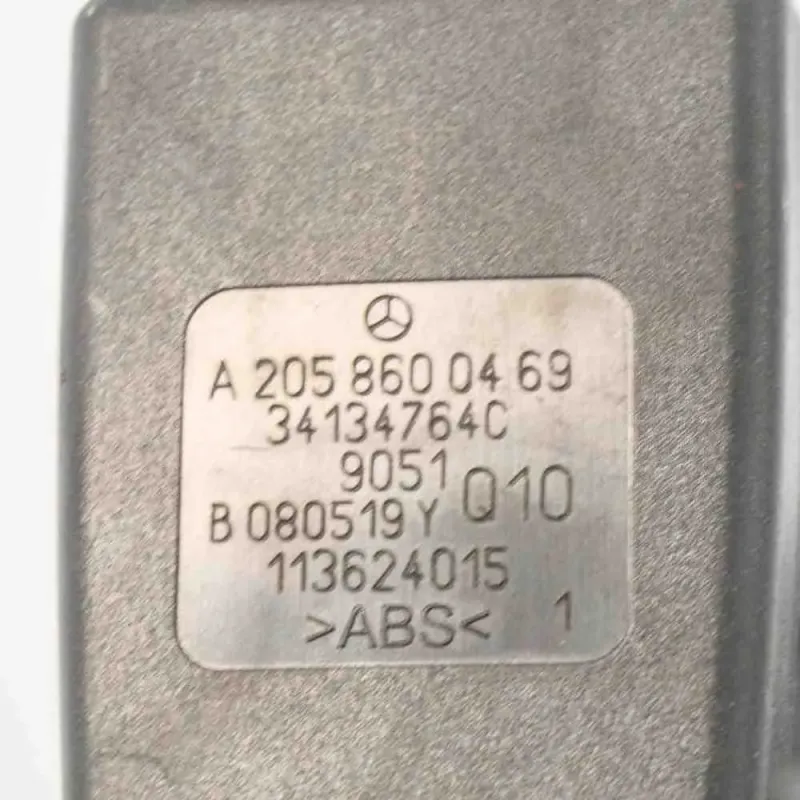 A 205 860 04 69
34134764C
9051
Q10
B 080519 Y
113624015
>ABS< 1